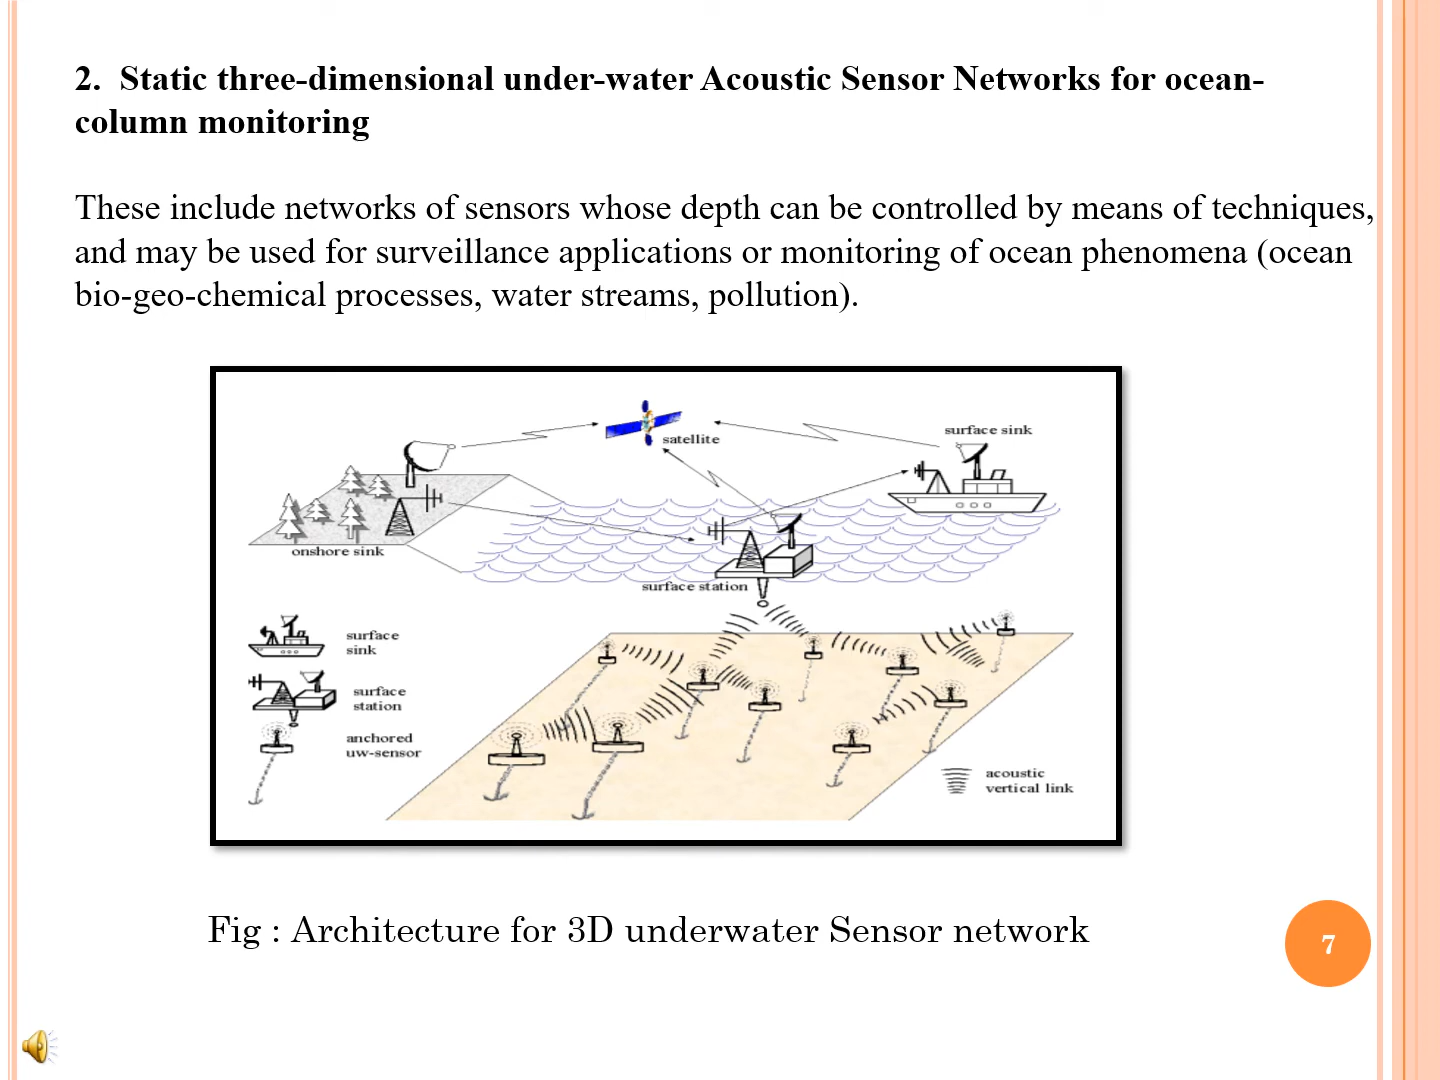 2. Static three-dimensional under-water Acoustic Sensor Networks for ocean-
column monitoring
These include networks of sensors whose depth can be controlled by means of techniques,
and may be used for surveillance applications or monitoring of ocean phenomena (ocean
bio-geo-chemical processes, water streams, pollution).
satellite
surface sink
onshore sink
surface station
surface
sink
surface
station
anchored
uw-sensor
acoustic
vertical link
Fig : Architecture for 3D underwater Sensor network
7